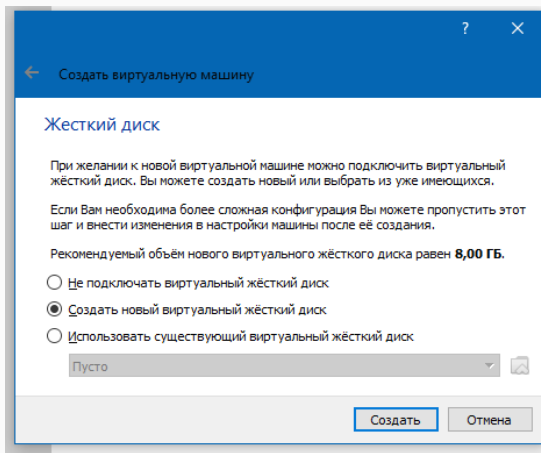 ?
Создать виртуальную машину
Жесткий диск
При желании к новой виртуальной машине можно подключить виртуальный
жёсткий диск. Вы можете создать новый или выбрать из уже имеющихся.
Если Вам необходима более сложная конфигурация Вы можете пропустить этот
шаг и внести изменения в настройки машины после её создания.
Рекомендуемый объём нового виртуального жёсткого диска равен 8,00 ГБ.
Не подключать виртуальный жёсткий диск
Создать новый виртуальный жёсткий диск
Использовать существующий виртуальный жёсткий диск
Пусто
Создать
Отмена